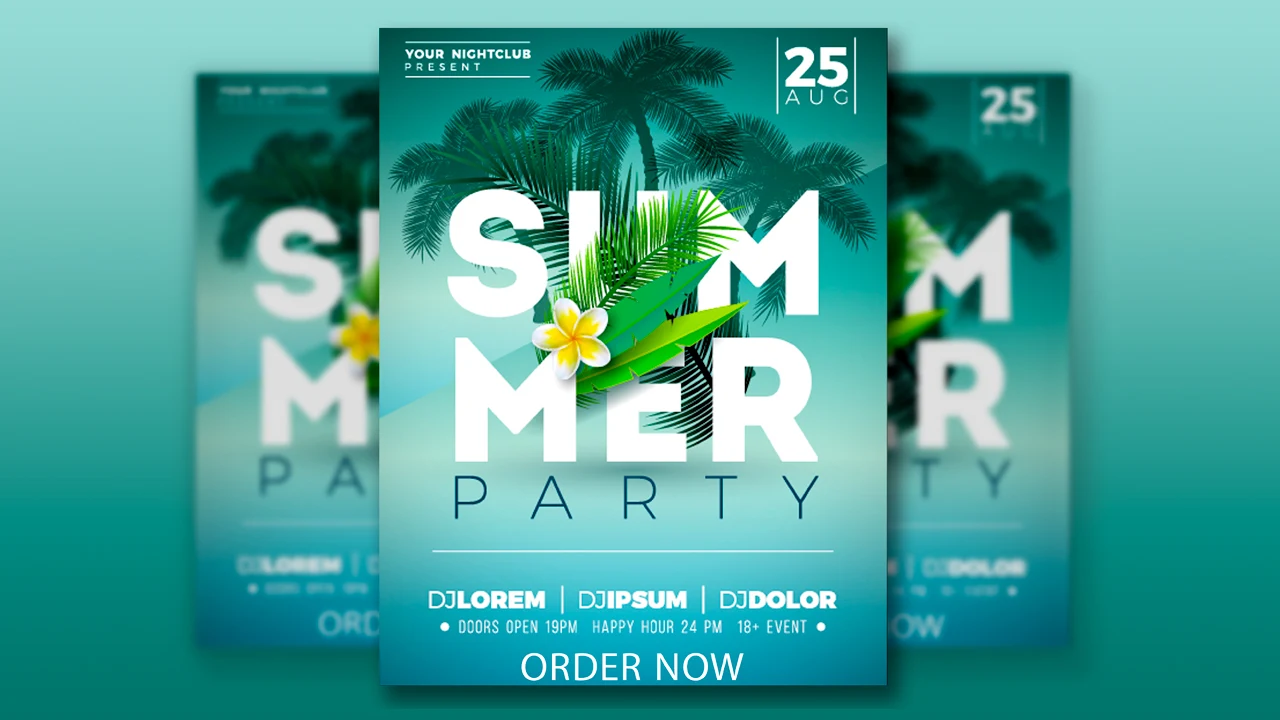 YOUR NIGHTCLUB
PRESENT
25
AUG
SUM
MER
PARTY
DJLOREM | DJIPSUM | DJDOLOR
• DOORS OPEN 19PM HAPPY HOUR 24 PM 18+ EVENT •
ORDER NOW